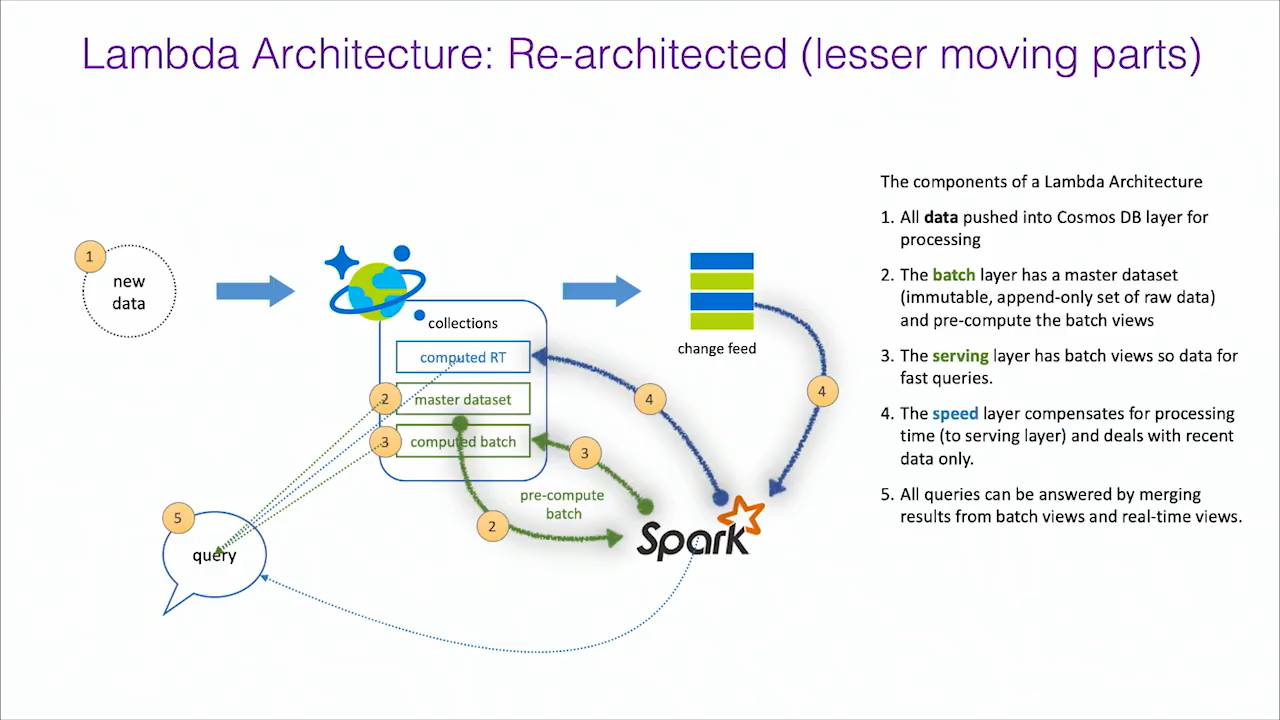 Lambda Architecture: Re-architected (lesser moving parts)
The components of a Lambda Architecture
1. All data pushed into Cosmos DB layer for
processing
2. The batch layer has a master dataset
(immutable, append-only set of raw data)
and pre-compute the batch views
3. The serving layer has batch views so data for
fast queries.
4. The speed layer compensates for processing
time (to serving layer) and deals with recent
data only.
5. All queries can be answered by merging
results from batch views and real-time views.
1
new
data
collections
computed RT
2
master dataset
3
computed batch
change feed
4
4
3
pre-compute
batch
2
Spark
5
query